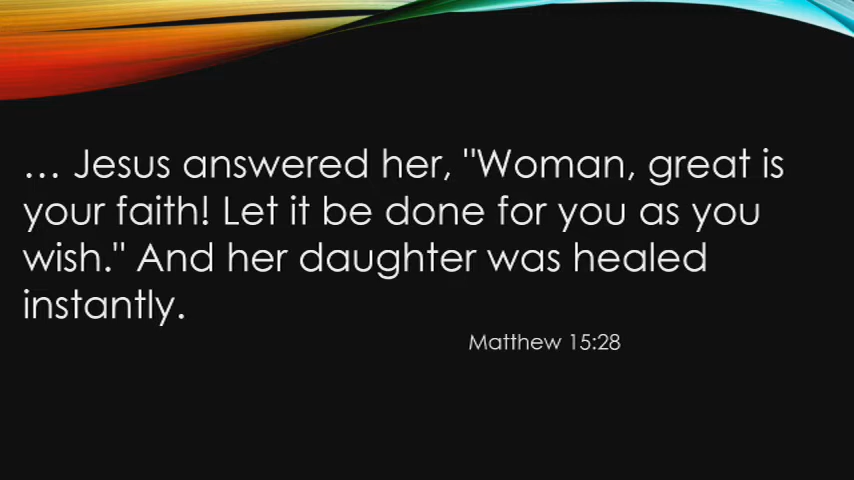 … Jesus answered her, "Woman, great is
your faith! Let it be done for you as you
wish." And her daughter was healed
instantly.
Matthew 15:28